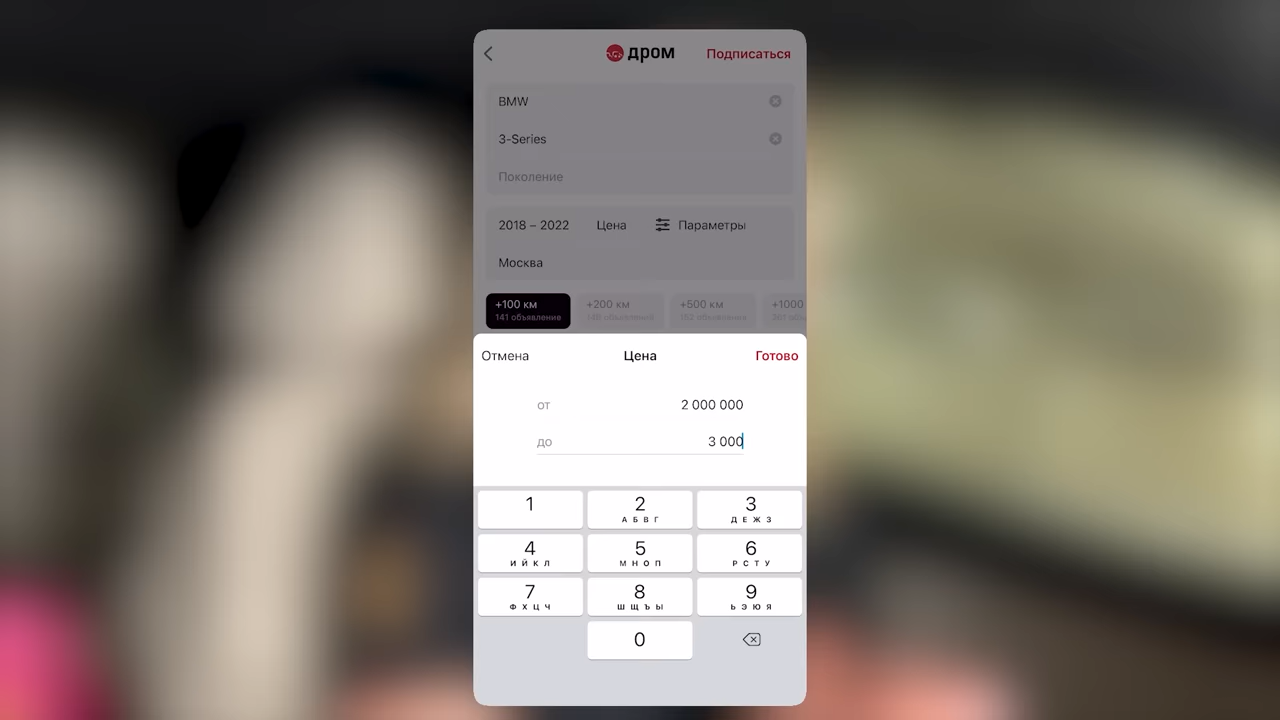 дром
Подписаться
BMW
3-Series
Поколение
2018 – 2022 Цена Параметры
Москва
+100 км +200 км +500 км +1000
141 объявление
Отмена Цена Готово
от 2 000 000
до 3 000
1 2 3
АБВГ ДЕЖЗ
4 5 6
ИЙКЛ МНОП РСТУ
7 8 9
ФХЦЧ ШЩЪЫ ЬЭЮЯ
0